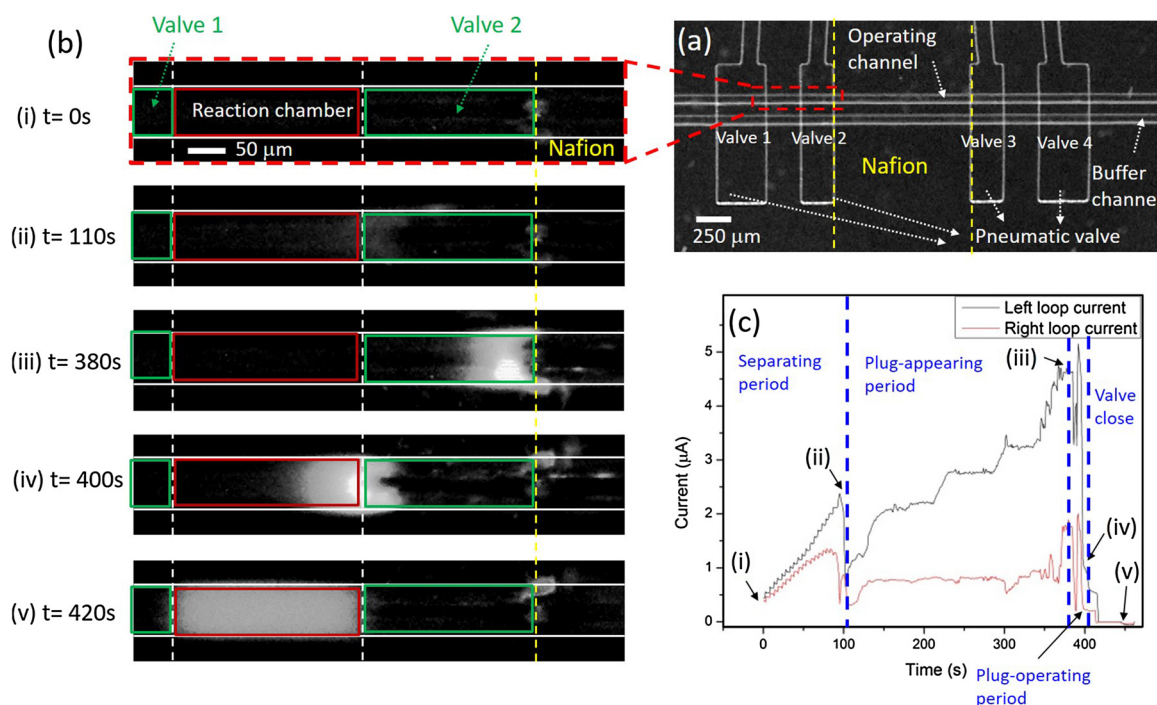 (b)
Valve 1
Valve 2
(i) t= 0s
Reaction chamber
50 μm
Nafion
(ii) t= 110s
(iii) t= 380s
(iv) t= 400s
(v) t= 420s
(a)
Operating
channel
Valve 1
Valve 2
Valve 3
Valve 4
Nafion
Buffer
channel
250 μm
Pneumatic valve
(c)
Left loop current
Right loop current
Separating
period
Plug-appearing
period
(iii)
Valve
close
(ii)
(i)
(iv)
(v)
Current (μA)
5
4
3
2
1
0
0
100
200
300
400
Time (s)
Plug-operating
period